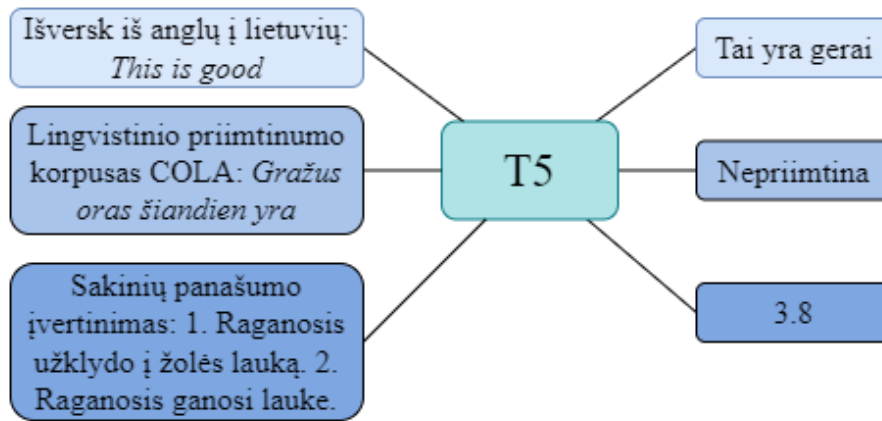 Išversk iš anglų į lietuvių:
This is good
Lingvistinio priimtinumo
korpusas COLA: Gražus
oras šiandien yra
Sakinių panašumo
įvertinimas: 1. Raganosis
užklydo į žolės lauką. 2.
Raganosis ganosi lauke.
T5
Tai yra gerai
Nepriimtina
3.8